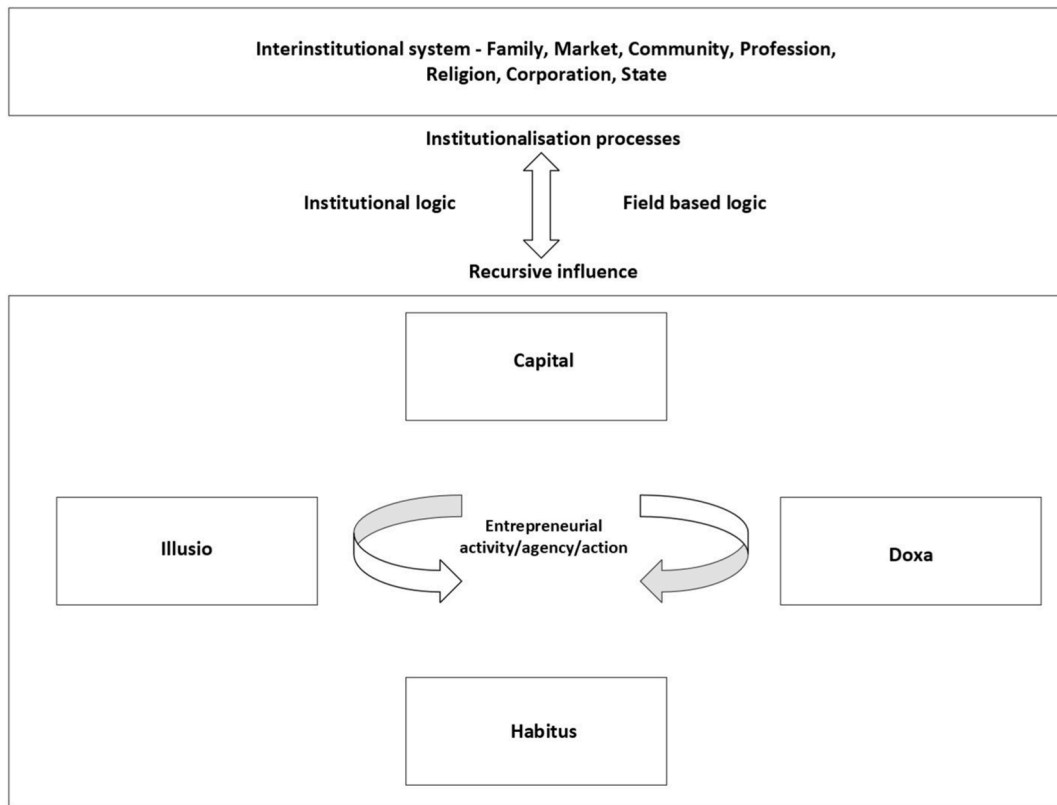 Interinstitutional system - Family, Market, Community, Profession,
Religion, Corporation, State
Institutionalisation processes
Institutional logic
Field based logic
Recursive influence
Capital
Illusio
Entrepreneurial
activity/agency/action
Doxa
Habitus